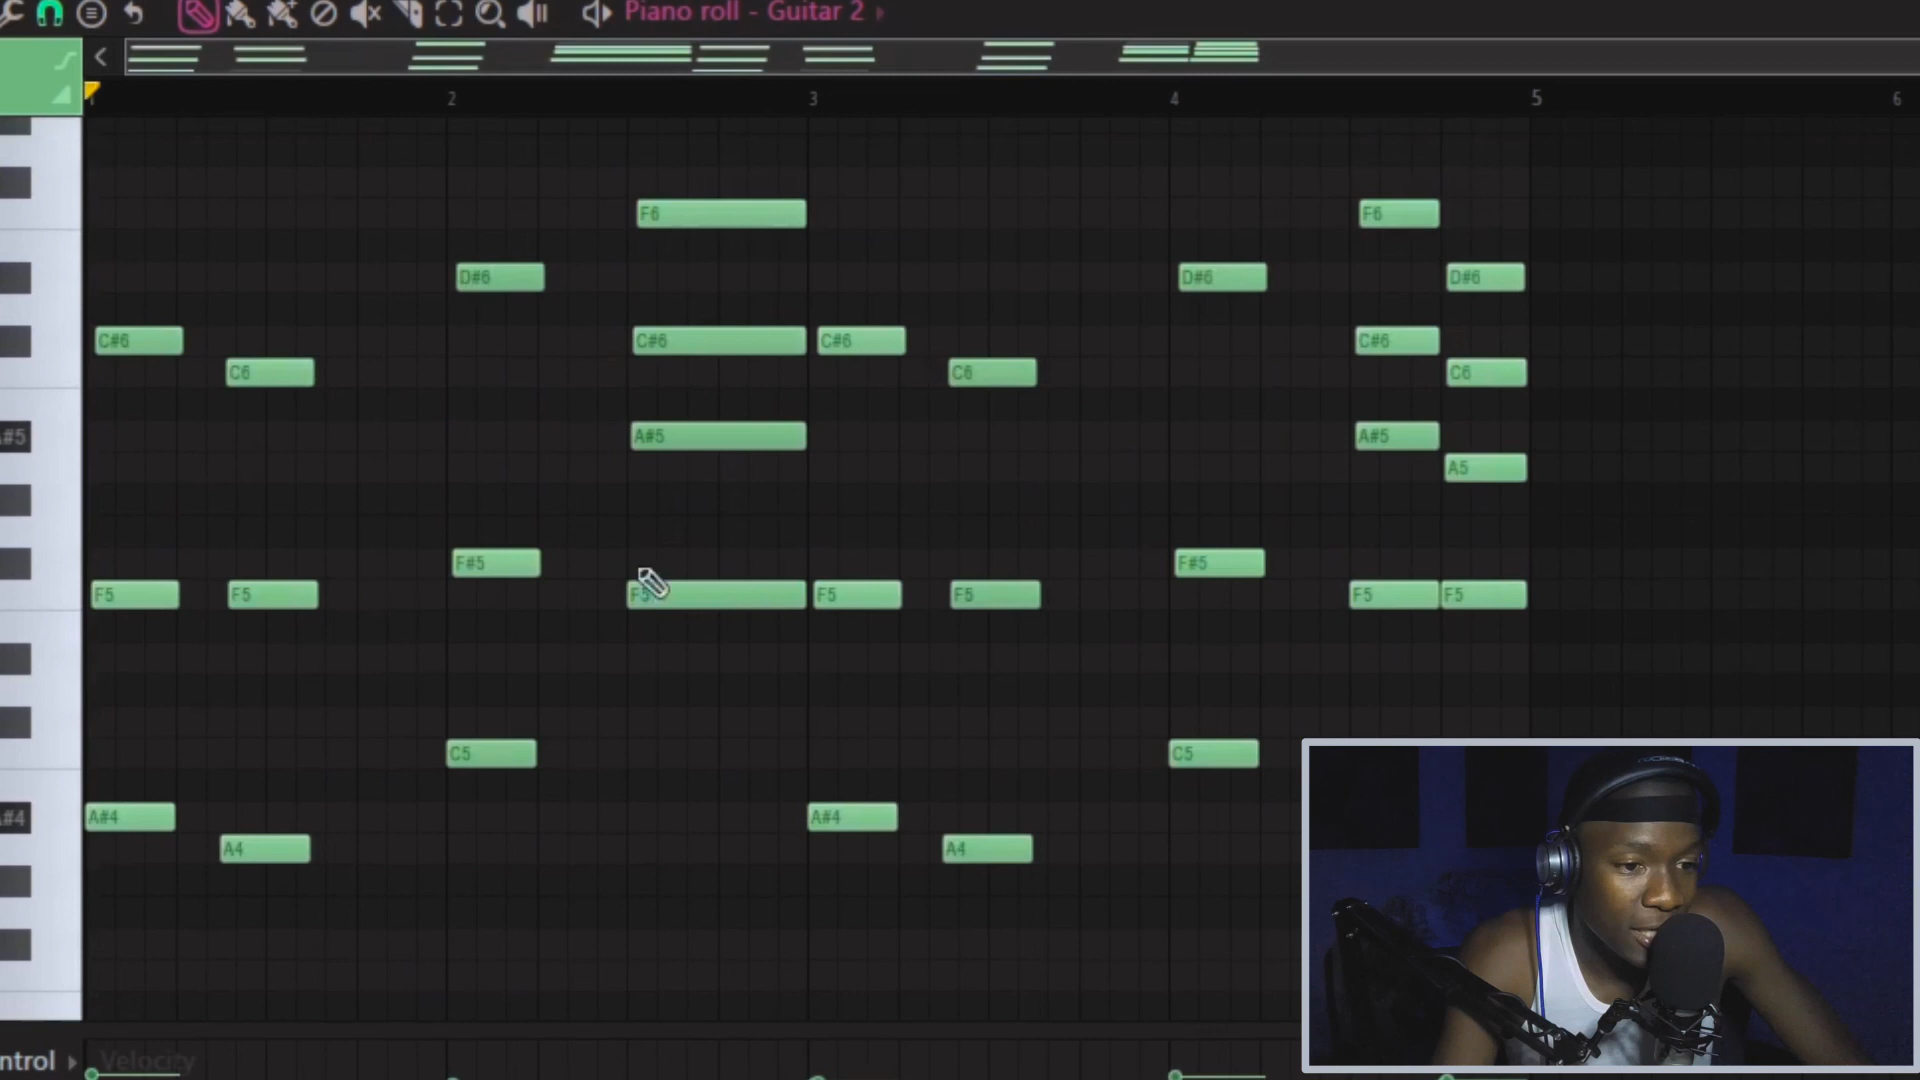 Piano roll - Guitar 2
2 3 4 5 6
F6 F6
D#6 D#6 D#6
C#6 C#6 C#6 C#6
C6 C6 C6
A#5 A#5 A#5
A5
F#5 F#5
F5 F5 F5 F5 F5 F5 F5
C5 C5
A#4 A#4
A4 A4
ntrol Velocity